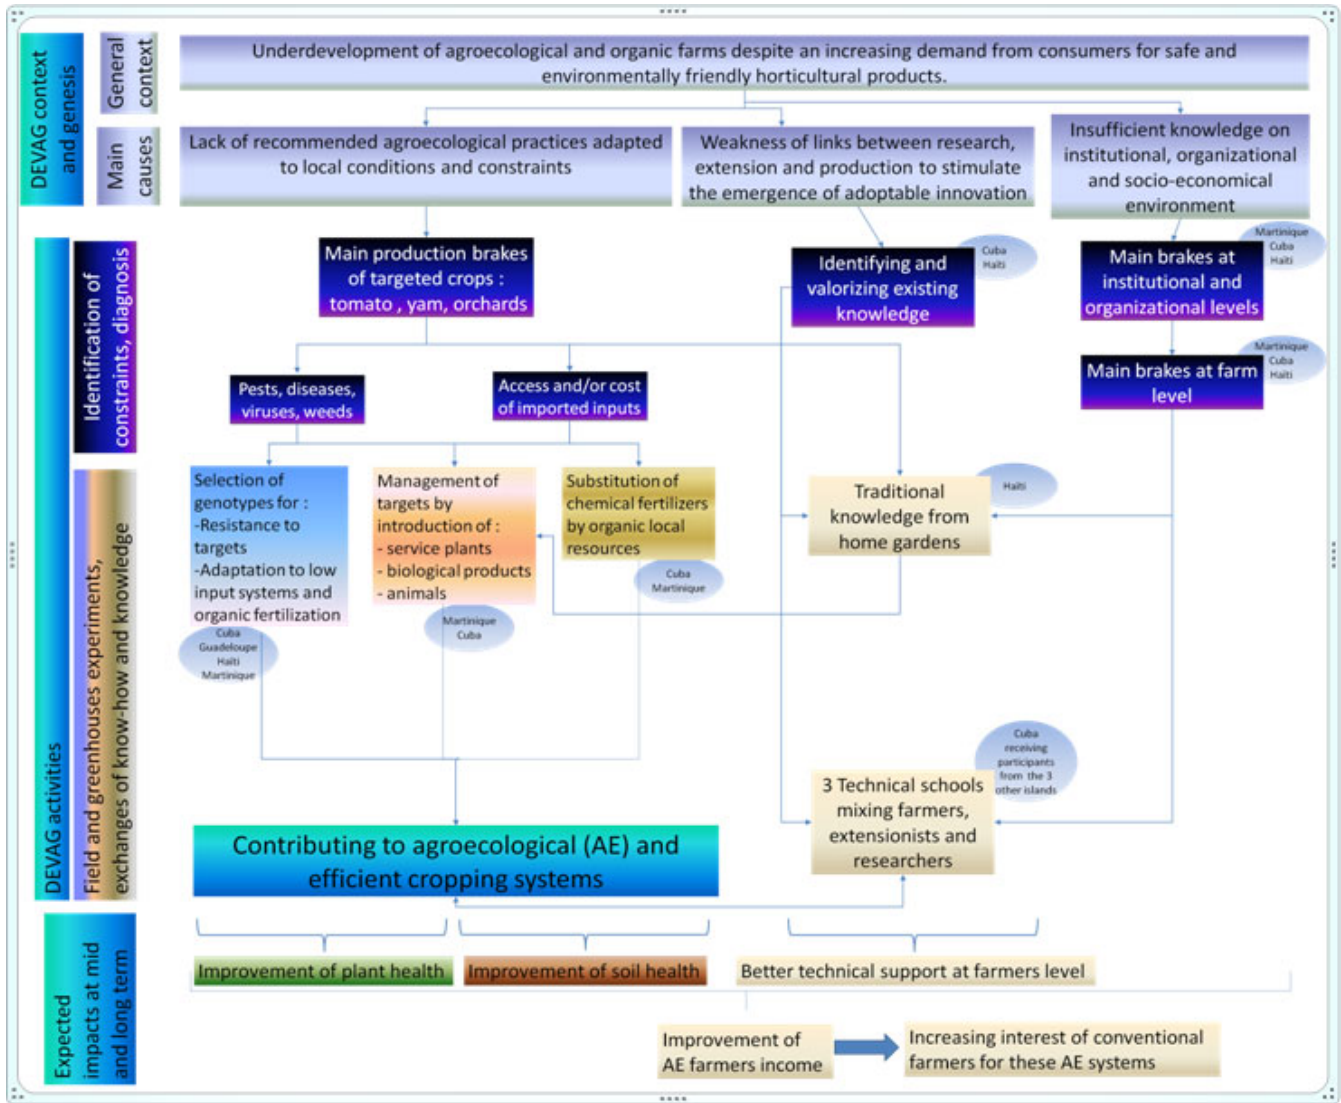 DEVAG context
and genesis
General
context
Underdevelopment of agroecological and organic farms despite an increasing demand from consumers for safe and
environmentally friendly horticultural products.
Main
causes
Lack of recommended agroecological practices adapted
to local conditions and constraints
Weakness of links between research,
extension and production to stimulate
the emergence of adoptable innovation
Insufficient knowledge on
institutional, organizational
and socio-economical
environment
DEVAG activities
Identification of
constraints, diagnosis
Main production brakes
of targeted crops :
tomato , yam, orchards
Identifying and
valorizing existing
knowledge
Cuba
Haïti
Main brakes at
institutional and
organizational levels
Martinique
Cuba
Haïti
Main brakes at farm
level
Martinique
Cuba
Haïti
Pests, diseases,
viruses, weeds
Access and/or cost
of imported inputs
Field and greenhouses experiments,
exchanges of know-how and knowledge
Selection of
genotypes for :
-Resistance to
targets
-Adaptation to low
input systems and
organic fertilization
Cuba
Guadeloupe
Haïti
Martinique
Management of
targets by
introduction of :
- service plants
- biological products
- animals
Martinique
Cuba
Substitution of
chemical fertilizers
by organic local
resources
Cuba
Martinique
Traditional
knowledge from
home gardens
Haïti
3 Technical schools
mixing farmers,
extensionists and
researchers
Cuba
receiving
participants
from the 3
other islands
Contributing to agroecological (AE) and
efficient cropping systems
Expected
impacts at mid
and long term
Improvement of plant health
Improvement of soil health
Better technical support at farmers level
Improvement of
AE farmers income
Increasing interest of conventional
farmers for these AE systems